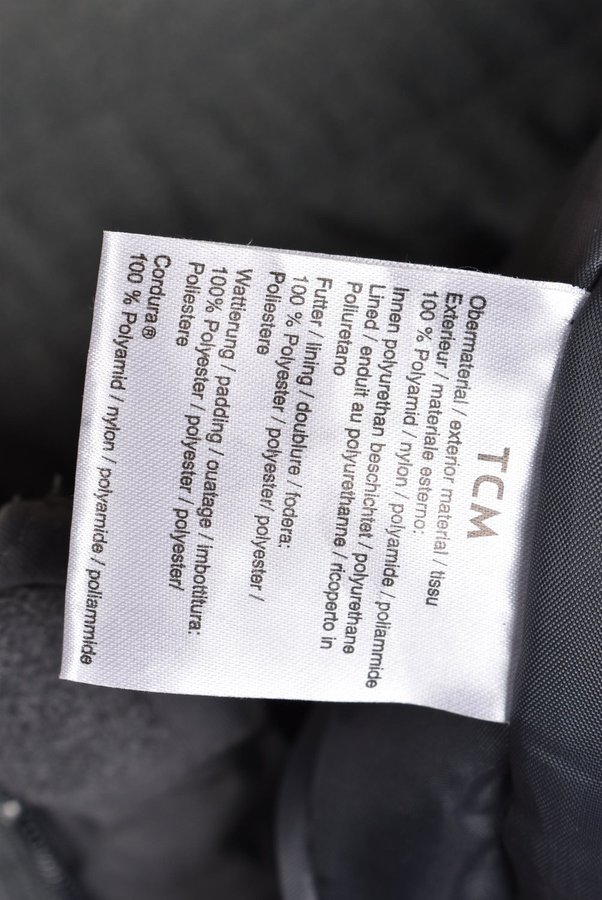 TCM
Obermaterial / exterior material / tissu
Exterieur / materiale esterno:
100 % Polyamid / nylon / polyamide / poliammide
Innen polyurethan beschichtet / polyurethane
Lined / enduit au polyurethanne / ricoperto in
Poliuretano
Futter / lining / doublure / fodera:
100 % Polyester / polyester/ polyester /
Poliestere
Wattierung / padding / ouatage / imbottitura:
100% Polyester / polyester / polyester/
Poliestere
Cordura®
100 % Polyamid / nylon / polyamide / poliammide